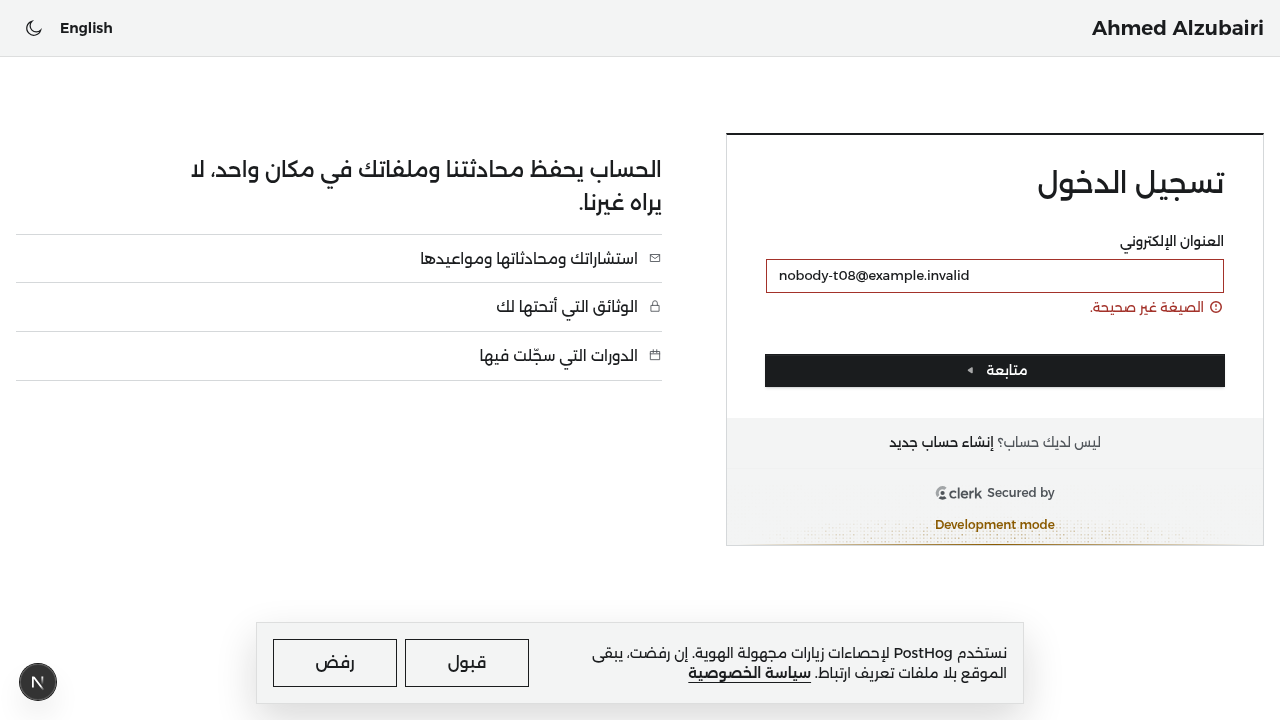 Ahmed Alzubairi
English
تسجيل الدخول
العنوان الإلكتروني
nobody-t08@example.invalid
الصيغة غير صحيحة.
متابعة
ليس لديك حساب؟ إنشاء حساب جديد
Secured by clerk
Development mode
الحساب يحفظ محادثتنا وملفاتك في مكان واحد، لا
يراه غيرنا.
استشاراتك ومحادثاتها ومواعيدها
الوثائق التي أتحتها لك
الدورات التي سجّلت فيها
نستخدم PostHog لإحصاءات زيارات مجهولة الهوية. إن رفضت، يبقى
الموقع بلا ملفات تعريف ارتباط. سياسة الخصوصية
قبول
رفض
N